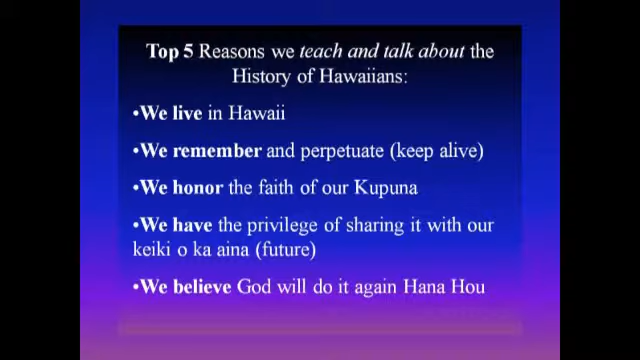 Top 5 Reasons we teach and talk about the
History of Hawaiians:
•We live in Hawaii
•We remember and perpetuate (keep alive)
•We honor the faith of our Kupuna
•We have the privilege of sharing it with our
keiki o ka aina (future)
•We believe God will do it again Hana Hou